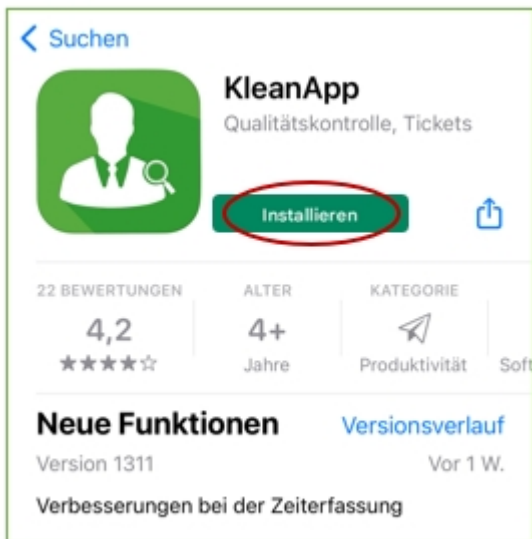 Suchen
KleanApp
Qualitätskontrolle, Tickets
Installieren
22 BEWERTUNGEN ALTER KATEGORIE
4,2 4+
Jahre Produktivität Soft
Neue Funktionen Versionsverlauf
Version 1311 Vor 1 W.
Verbesserungen bei der Zeiterfassung